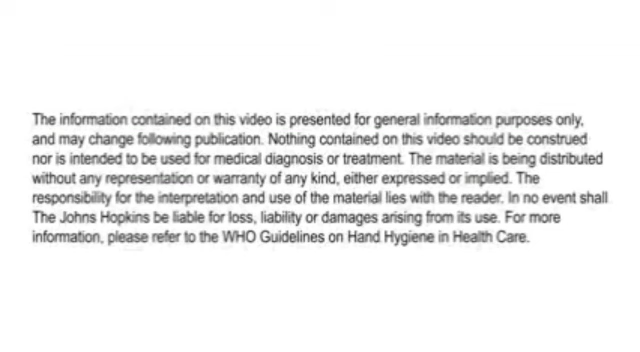 The information contained on this video is presented for general information purposes only,
and may change following publication. Nothing contained on this video should be construed
nor is intended to be used for medical diagnosis or treatment. The material is being distributed
without any representation or warranty of any kind, either expressed or implied. The
responsibility for the interpretation and use of the material lies with the reader. In no event shall
The Johns Hopkins be liable for loss, liability or damages arising from its use. For more
information, please refer to the WHO Guidelines on Hand Hygiene in Health Care.